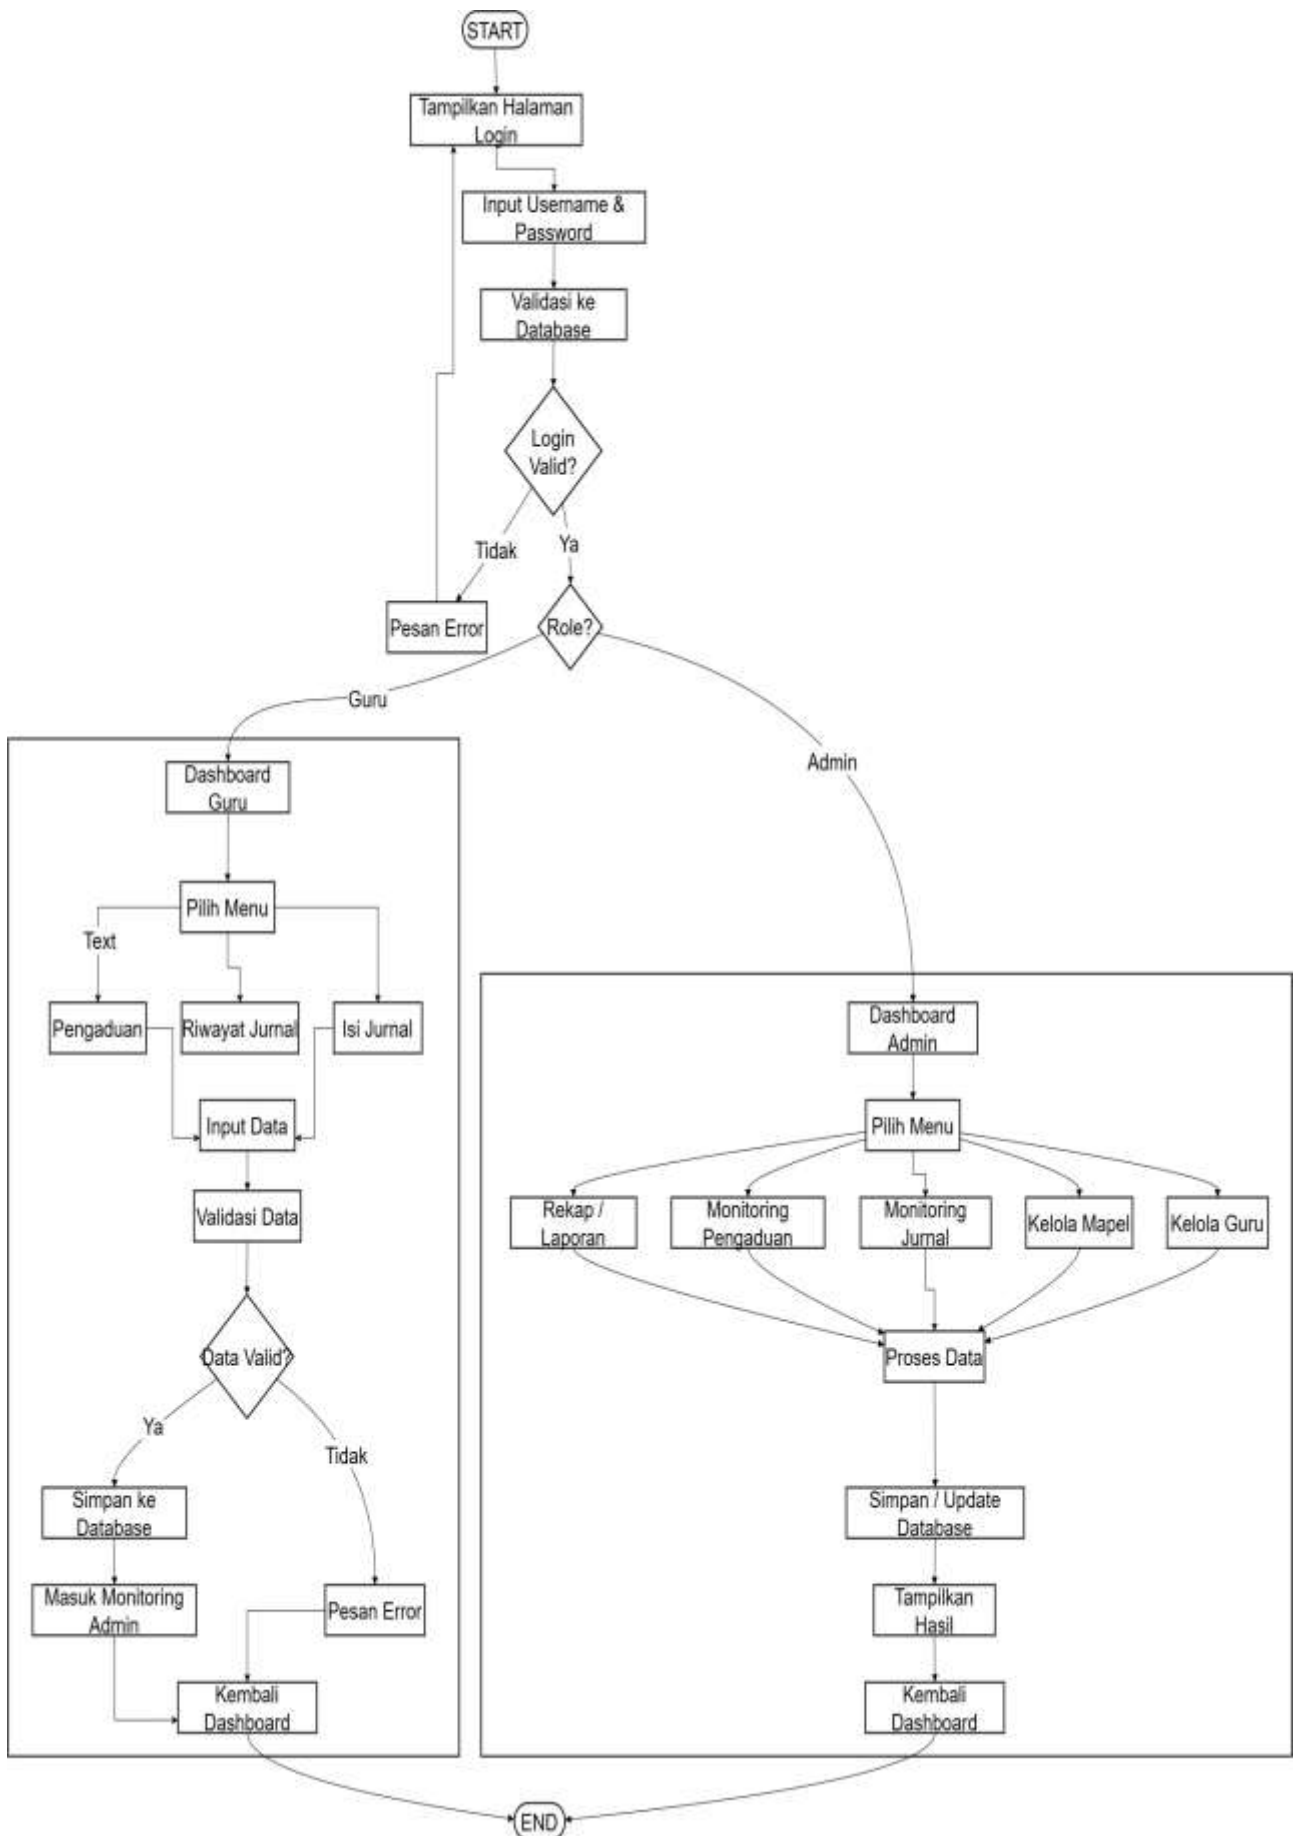 START
Tampilkan Halaman
Login
Input Username &
Password
Validasi ke
Database
Login
Valid?
Tidak
Ya
Pesan Error
Role?
Guru
Admin
Dashboard
Guru
Pilih Menu
Text
Pengaduan
Riwayat Jurnal
Isi Jurnal
Input Data
Validasi Data
Data Valid?
Ya
Tidak
Simpan ke
Database
Masuk Monitoring
Admin
Pesan Error
Kembali
Dashboard
Dashboard
Admin
Pilih Menu
Rekap /
Laporan
Monitoring
Pengaduan
Monitoring
Jurnal
Kelola Mapel
Kelola Guru
Proses Data
Simpan / Update
Database
Tampilkan
Hasil
Kembali
Dashboard
END